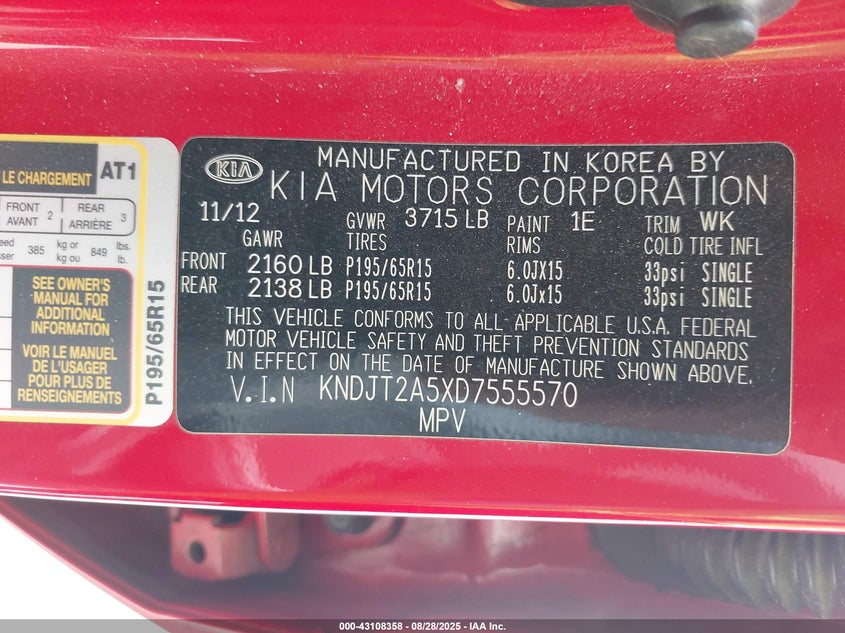 LE CHARGEMENT AT1
FRONT
AVANT 2 REAR
ARRIÈRE 3
385 kg or
kg ou 849 lbs.
lb.
SEE OWNER'S
MANUAL FOR
ADDITIONAL
INFORMATION
VOIR LE MANUEL
DE L'USAGER
POUR PLUS DE
RENSEIGNEMENTS
P195/65R15
KIA
MANUFACTURED IN KOREA BY
KIA MOTORS CORPORATION
11/12 GVWR 3715 LB PAINT 1E TRIM WK
GAWR TIRES RIMS COLD TIRE INFL
FRONT 2160 LB P195/65R15 6.0JX15 33psi SINGLE
REAR 2138 LB P195/65R15 6.0Jx15 33psi SINGLE
THIS VEHICLE CONFORMS TO ALL APPLICABLE U.S.A. FEDERAL
MOTOR VEHICLE SAFETY AND THEFT PREVENTION STANDARDS
IN EFFECT ON THE DATE OF MANUFACTURE SHOWN ABOVE.
V.I.N KNDJT2A5XD7555570
MPV
000-43108358 - 08/28/2025 - IAA Inc.